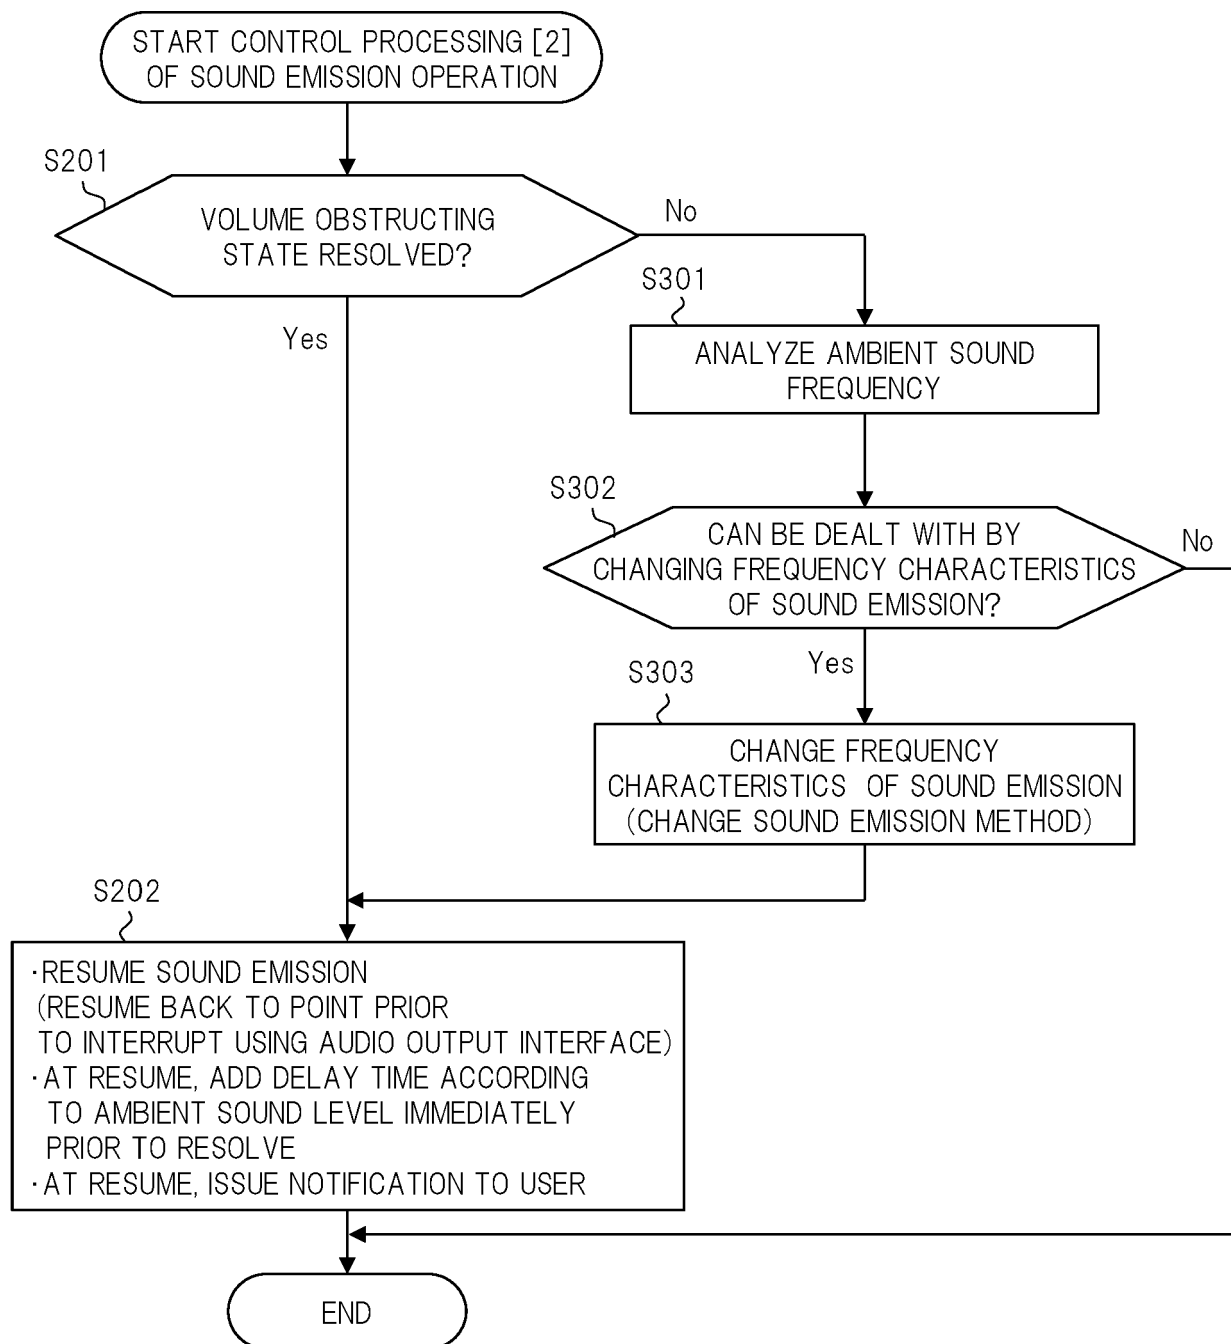 START CONTROL PROCESSING [2]
OF SOUND EMISSION OPERATION
S201
VOLUME OBSTRUCTING
STATE RESOLVED?
No
Yes
S301
ANALYZE AMBIENT SOUND
FREQUENCY
S302
CAN BE DEALT WITH BY
CHANGING FREQUENCY CHARACTERISTICS
OF SOUND EMISSION?
No
Yes
S303
CHANGE FREQUENCY
CHARACTERISTICS OF SOUND EMISSION
(CHANGE SOUND EMISSION METHOD)
S202
·RESUME SOUND EMISSION
(RESUME BACK TO POINT PRIOR
TO INTERRUPT USING AUDIO OUTPUT INTERFACE)
·AT RESUME, ADD DELAY TIME ACCORDING
TO AMBIENT SOUND LEVEL IMMEDIATELY
PRIOR TO RESOLVE
·AT RESUME, ISSUE NOTIFICATION TO USER
END